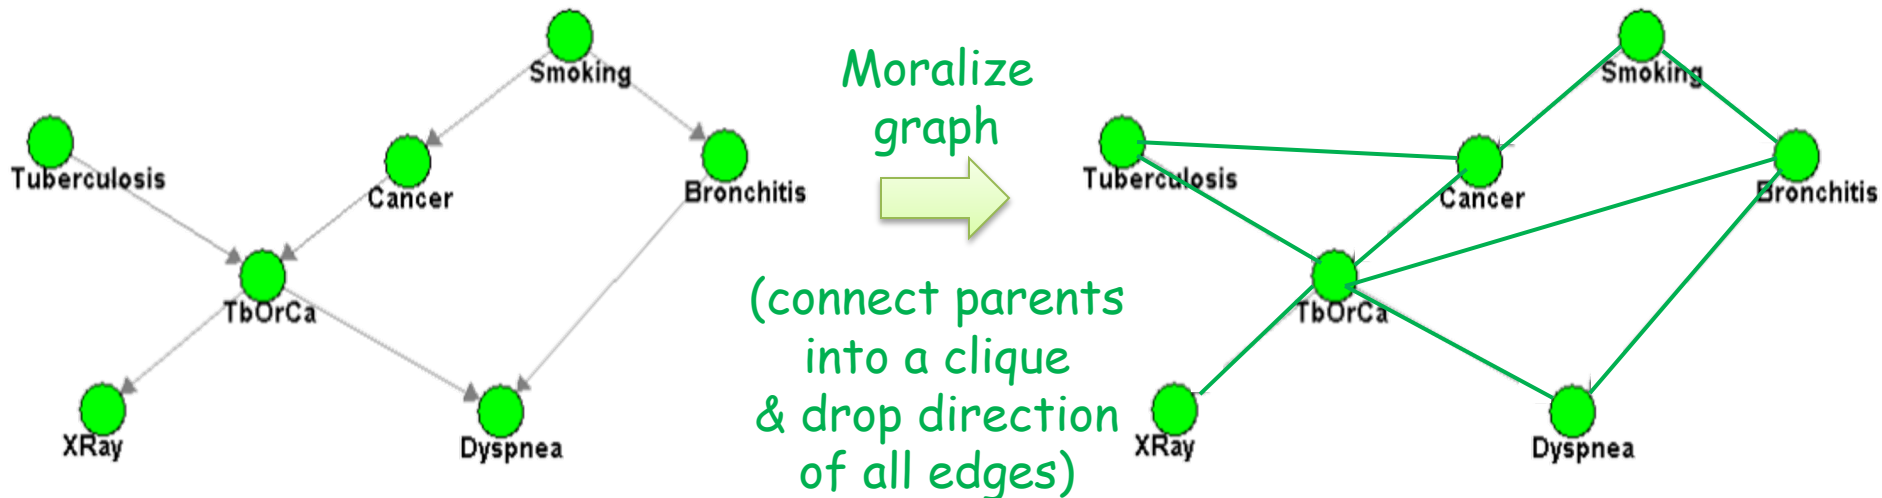 Smoking
Tuberculosis
Cancer
Bronchitis
TbOrCa
XRay
Dyspnea
Moralize
graph
(connect parents
into a clique
& drop direction
of all edges)
Smoking
Tuberculosis
Cancer
Bronchitis
TbOrCa
XRay
Dyspnea